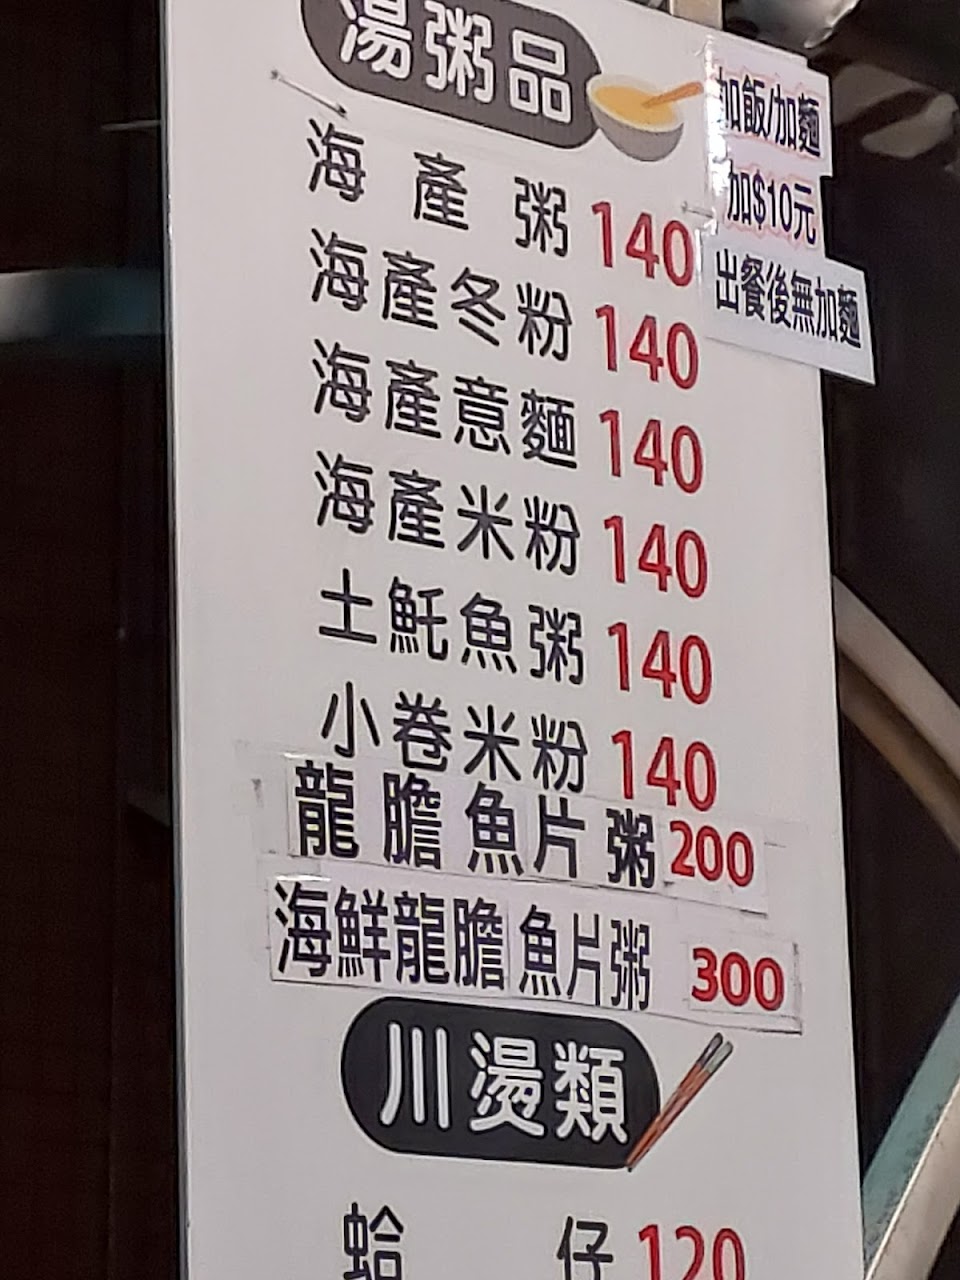 湯粥品
加飯/加麵
加$10元
出餐後無加麵
海產粥 140
海產冬粉 140
海產意麵 140
海產米粉 140
土魠魚粥 140
小卷米粉 140
龍膽魚片粥 200
海鮮龍膽魚片粥 300
川燙類
蛤仔 120